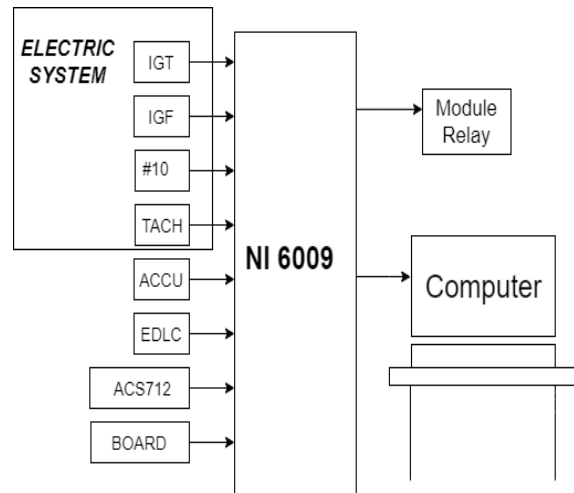 ELECTRIC
SYSTEM
IGT
IGF
#10
TACH
ACCU
EDLC
ACS712
BOARD
NI 6009
Module
Relay
Computer